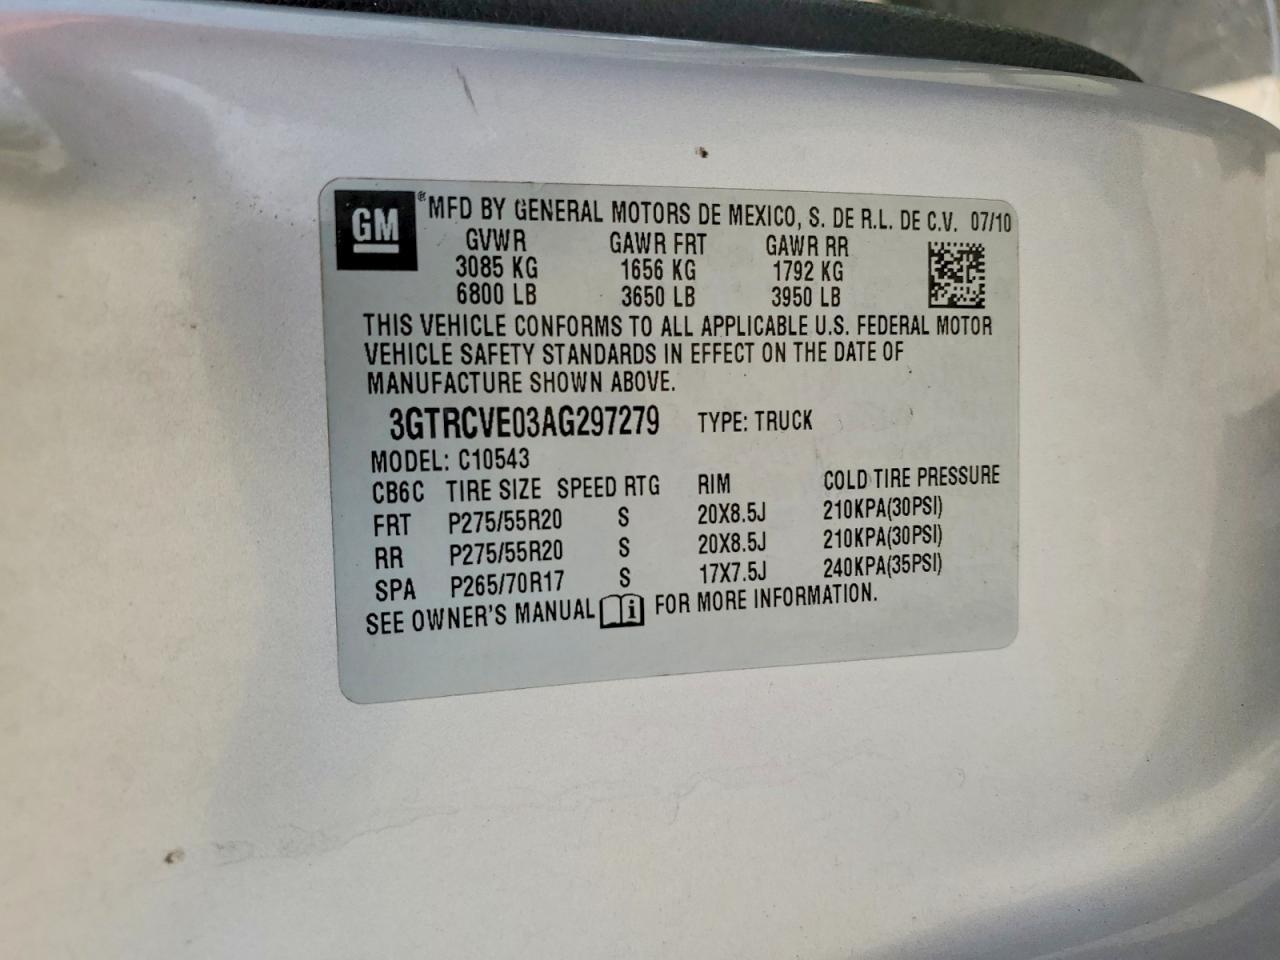 GM ® MFD BY GENERAL MOTORS DE MEXICO, S. DE R.L. DE C.V. 07/10
GVWR GAWR FRT GAWR RR
3085 KG 1656 KG 1792 KG
6800 LB 3650 LB 3950 LB
THIS VEHICLE CONFORMS TO ALL APPLICABLE U.S. FEDERAL MOTOR
VEHICLE SAFETY STANDARDS IN EFFECT ON THE DATE OF
MANUFACTURE SHOWN ABOVE.
3GTRCVE03AG297279 TYPE: TRUCK
MODEL: C10543
CB6C TIRE SIZE SPEED RTG RIM COLD TIRE PRESSURE
FRT P275/55R20 S 20X8.5J 210KPA(30PSI)
RR P275/55R20 S 20X8.5J 210KPA(30PSI)
SPA P265/70R17 S 17X7.5J 240KPA(35PSI)
SEE OWNER'S MANUAL i FOR MORE INFORMATION.